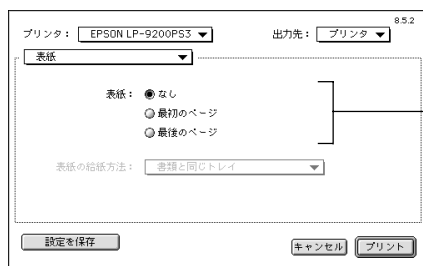 8.5.2
プリンタ： EPSON LP-9200PS3 出力先： プリンタ
表紙
表紙： なし
最初のページ
最後のページ
表紙の給紙方法： 書類と同じトレイ
設定を保存 キャンセル プリント